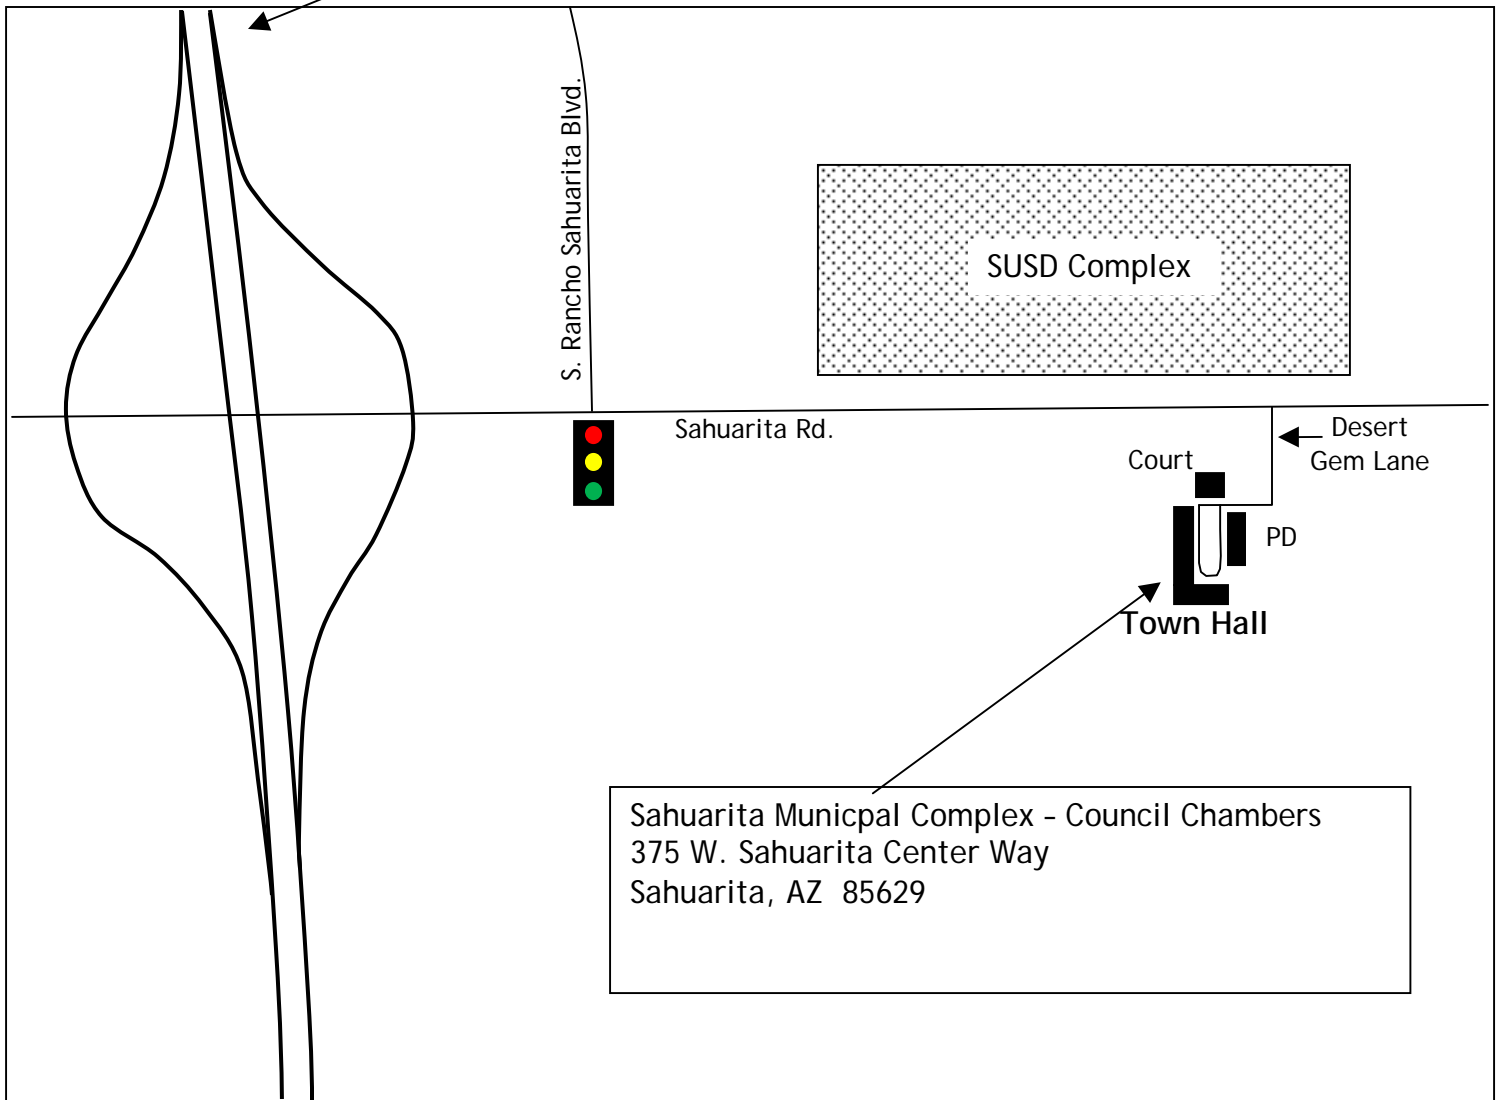 S. Rancho Sahuarita Blvd.
SUSD Complex
Sahuarita Rd.
Desert
Gem Lane
Court
PD
Town Hall
Sahuarita Municpal Complex – Council Chambers
375 W. Sahuarita Center Way
Sahuarita, AZ 85629